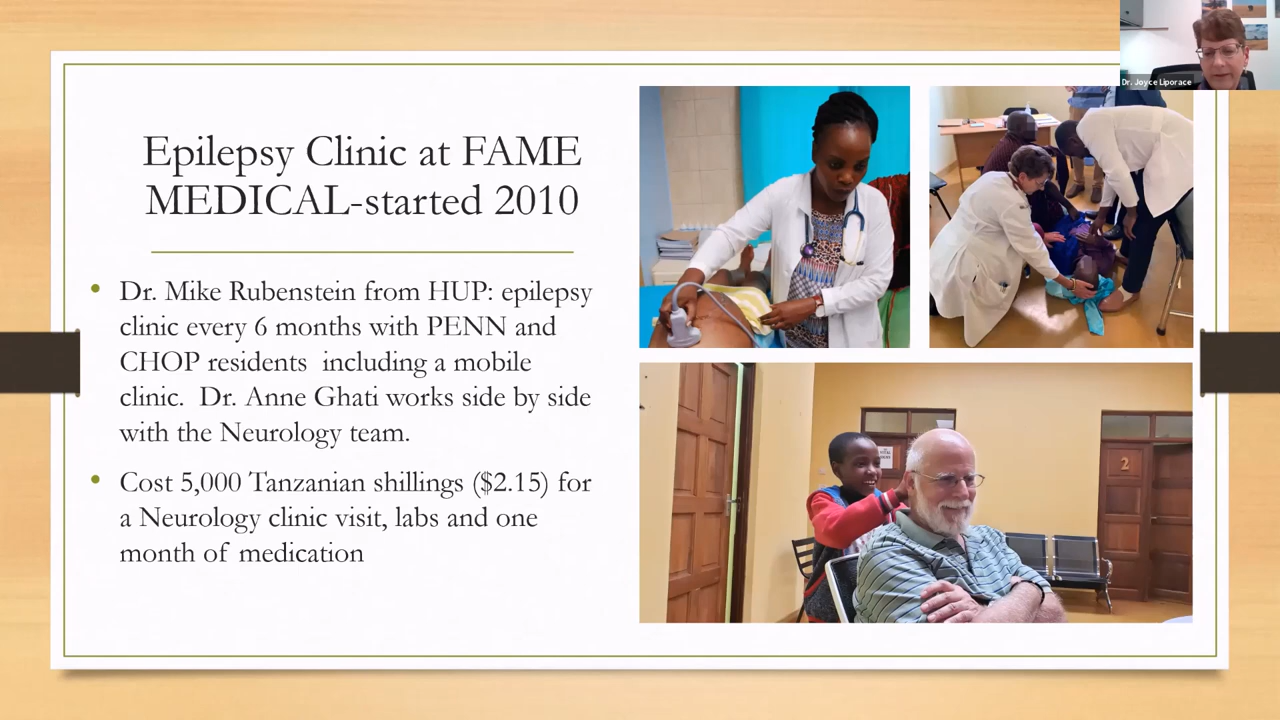 Dr. Joyce Liporace
Epilepsy Clinic at FAME
MEDICAL-started 2010
• Dr. Mike Rubenstein from HUP: epilepsy
clinic every 6 months with PENN and
CHOP residents  including a mobile
clinic.  Dr. Anne Ghati works side by side
with the Neurology team.
• Cost 5,000 Tanzanian shillings ($2.15) for
a Neurology clinic visit, labs and one
month of medication
2